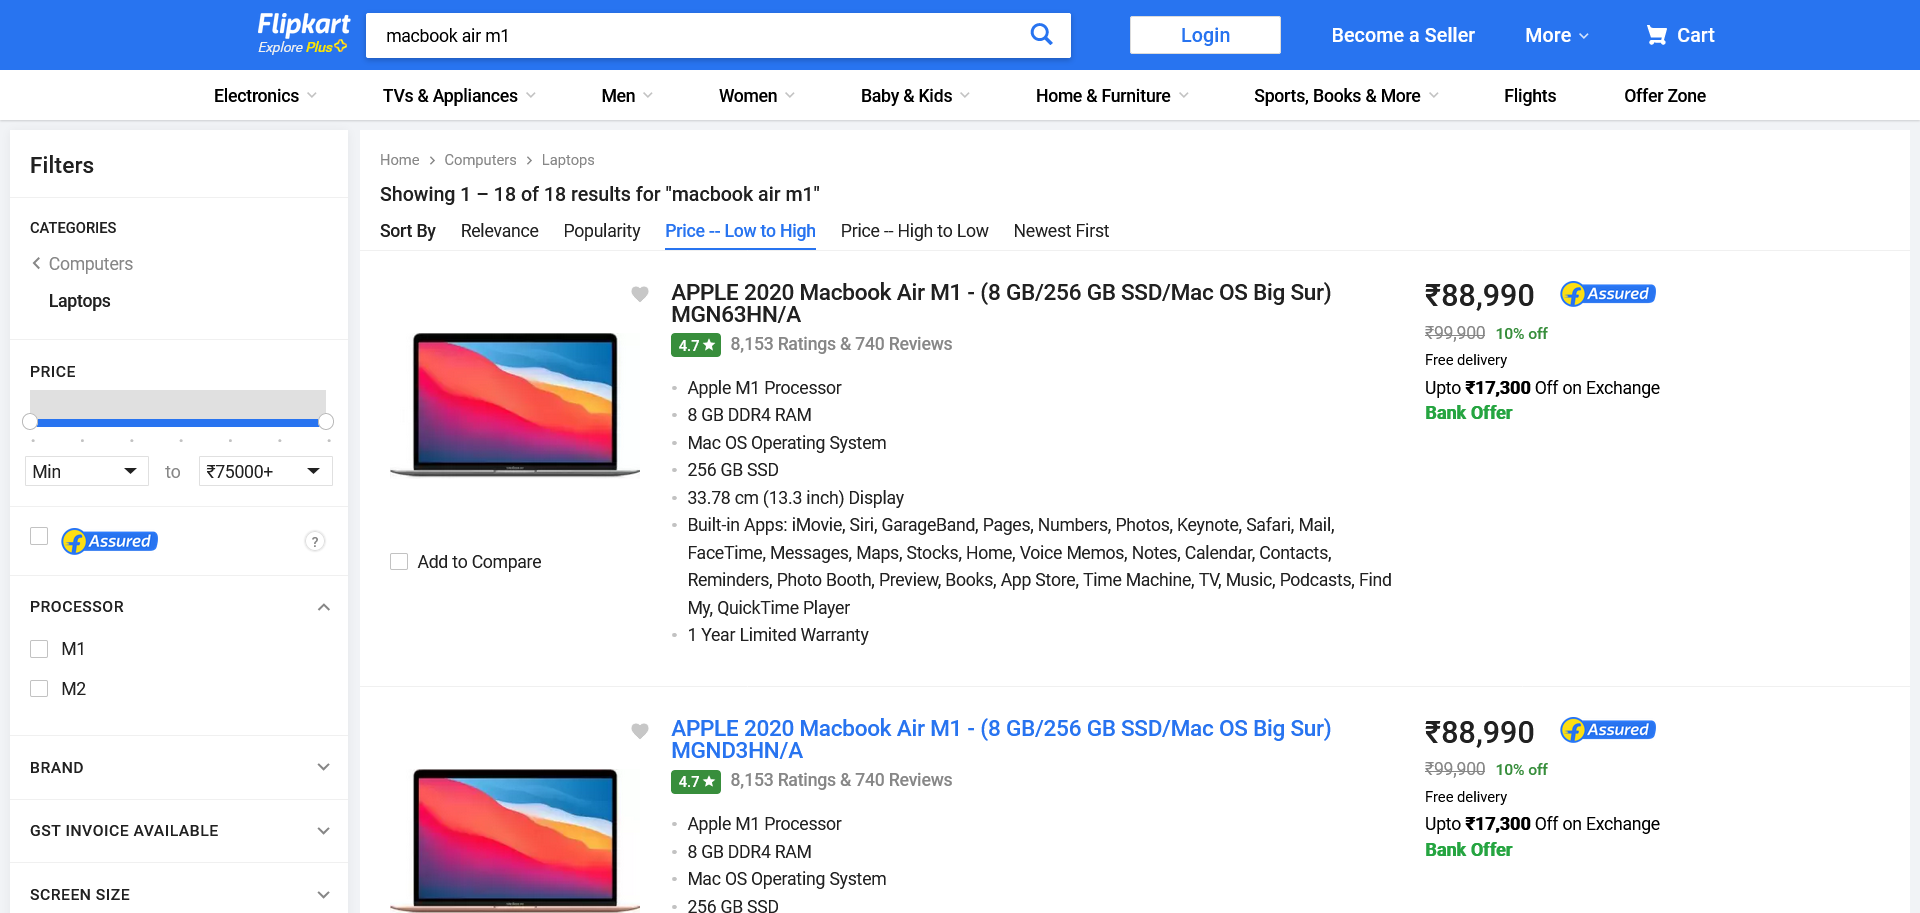 Flipkart
Explore Plus
macbook air m1
Login
Become a Seller
More
Cart
Electronics
TVs & Appliances
Men
Women
Baby & Kids
Home & Furniture
Sports, Books & More
Flights
Offer Zone
Filters
CATEGORIES
Computers
Laptops
PRICE
Min
to
₹75000+
Assured
?
PROCESSOR
M1
M2
BRAND
GST INVOICE AVAILABLE
SCREEN SIZE
Home
Computers
Laptops
Showing 1 – 18 of 18 results for "macbook air m1"
Sort By
Relevance
Popularity
Price -- Low to High
Price -- High to Low
Newest First
APPLE 2020 Macbook Air M1 - (8 GB/256 GB SSD/Mac OS Big Sur)
MGN63HN/A
4.7★
8,153 Ratings & 740 Reviews
Apple M1 Processor
8 GB DDR4 RAM
Mac OS Operating System
256 GB SSD
33.78 cm (13.3 inch) Display
Built-in Apps: iMovie, Siri, GarageBand, Pages, Numbers, Photos, Keynote, Safari, Mail,
FaceTime, Messages, Maps, Stocks, Home, Voice Memos, Notes, Calendar, Contacts,
Reminders, Photo Booth, Preview, Books, App Store, Time Machine, TV, Music, Podcasts, Find
My, QuickTime Player
1 Year Limited Warranty
Add to Compare
₹88,990
Assured
₹99,900
10% off
Free delivery
Upto ₹17,300 Off on Exchange
Bank Offer
APPLE 2020 Macbook Air M1 - (8 GB/256 GB SSD/Mac OS Big Sur)
MGND3HN/A
4.7★
8,153 Ratings & 740 Reviews
Apple M1 Processor
8 GB DDR4 RAM
Mac OS Operating System
256 GB SSD
₹88,990
Assured
₹99,900
10% off
Free delivery
Upto ₹17,300 Off on Exchange
Bank Offer